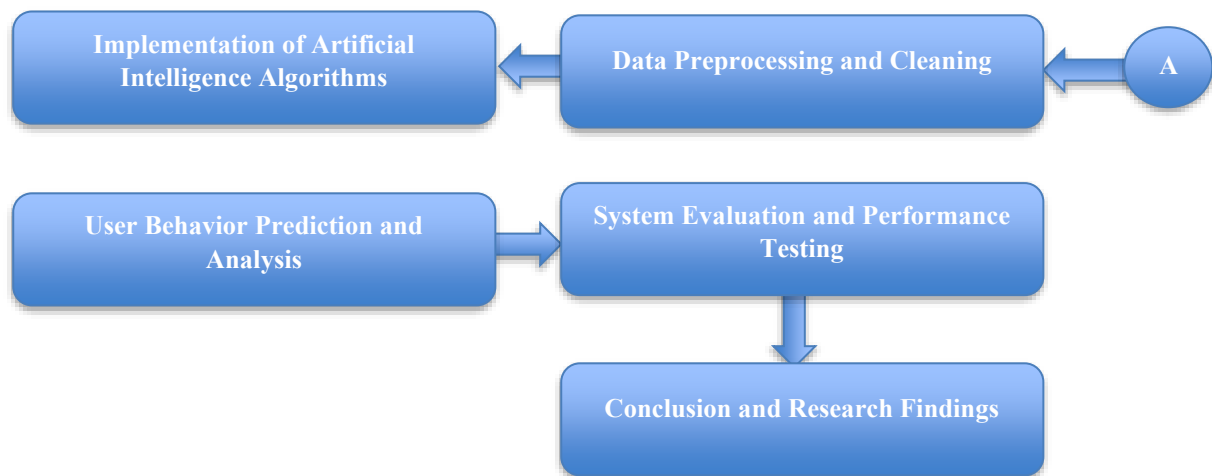 Implementation of Artificial
Intelligence Algorithms
Data Preprocessing and Cleaning
A
User Behavior Prediction and
Analysis
System Evaluation and Performance
Testing
Conclusion and Research Findings